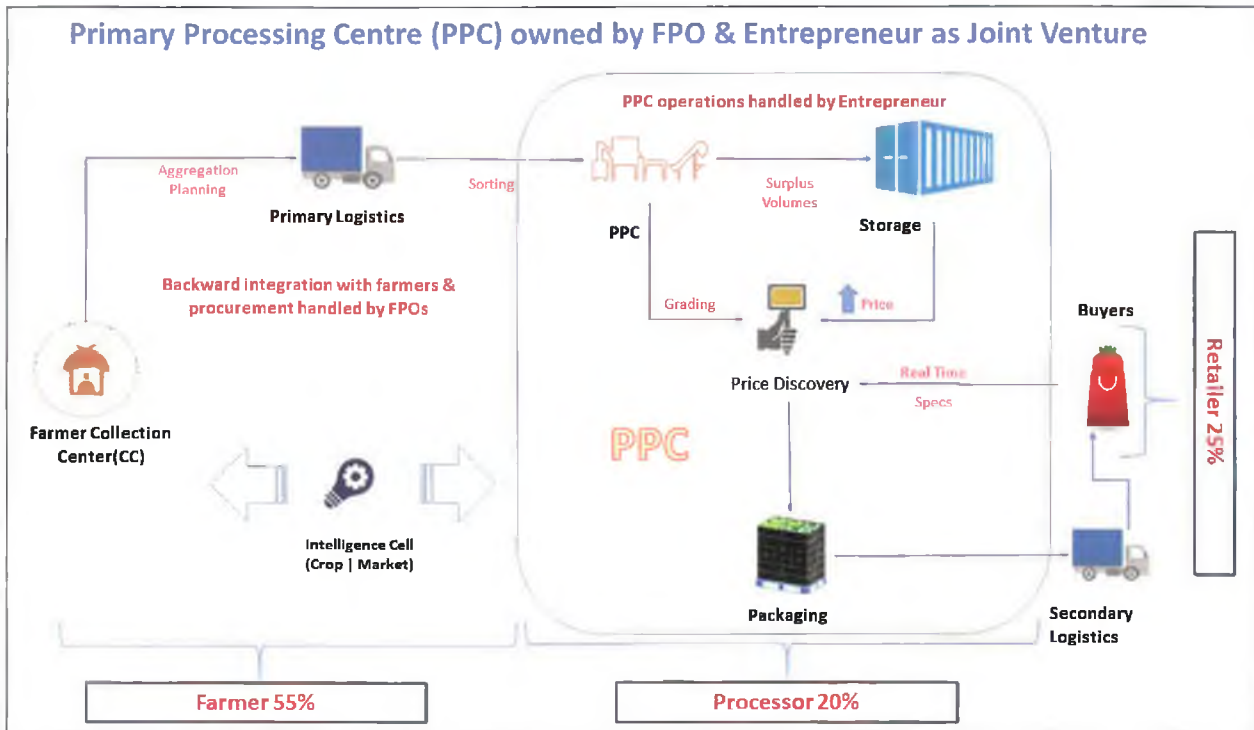 Primary Processing Centre (PPC) owned by FPO & Entrepreneur as Joint Venture
PPC operations handled by Entrepreneur
Aggregation
Planning
Primary Logistics
Sorting
PPC
Surplus
Volumes
Storage
Backward integration with farmers &
procurement handled by FPOs
Grading
Price
Price Discovery
Real Time
Specs
Buyers
Retailer 25%
Farmer Collection
Center(CC)
PPC
Intelligence Cell
(Crop | Market)
Packaging
Secondary
Logistics
Farmer 55%
Processor 20%